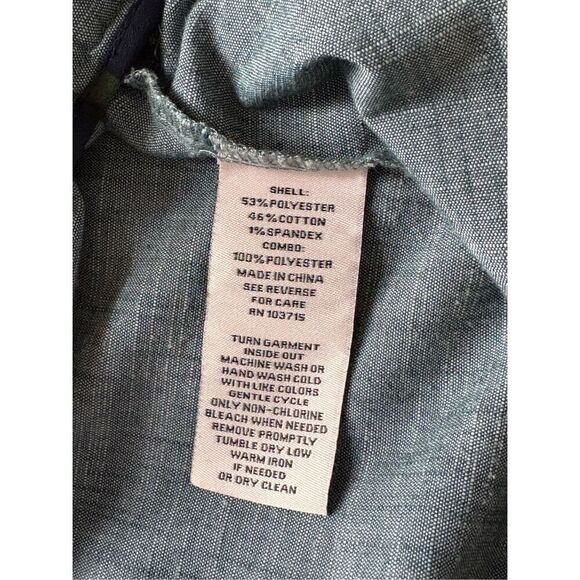 SHELL:
53%POLYESTER
46%COTTON
1%SPANDEX
COMBO:
100%POLYESTER
MADE IN CHINA
SEE REVERSE
FOR CARE
RN 103715
TURN GARMENT
INSIDE OUT
MACHINE WASH OR
HAND WASH COLD
WITH LIKE COLORS
GENTLE CYCLE
ONLY NON-CHLORINE
BLEACH WHEN NEEDED
REMOVE PROMPTLY
TUMBLE DRY LOW
WARM IRON
IF NEEDED
OR DRY CLEAN